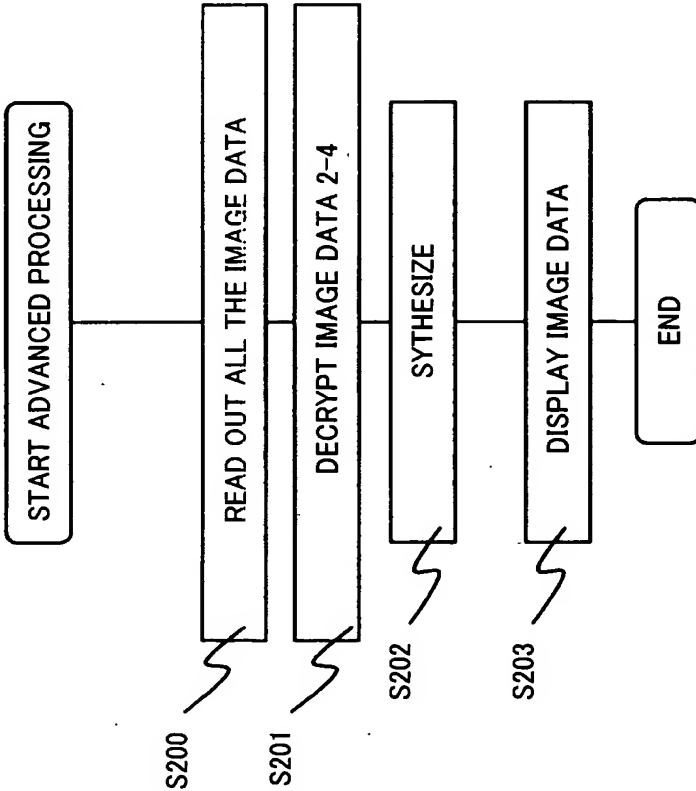 START ADVANCED PROCESSING
S200
READ OUT ALL THE IMAGE DATA
S201
DECRYPT IMAGE DATA 2-4
S202
SYTHESIZE
S203
DISPLAY IMAGE DATA
END